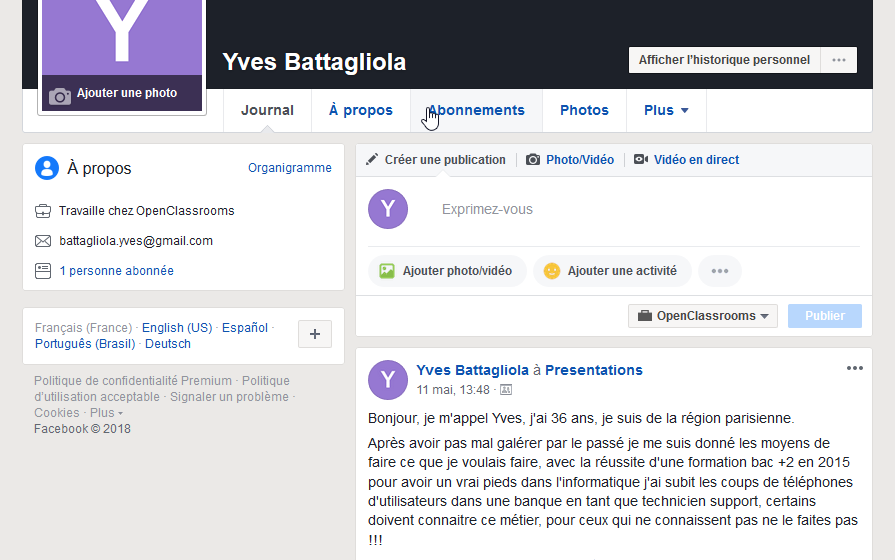 Y
Ajouter une photo
Yves Battagliola
Afficher l'historique personnel ···
Journal
À propos
Abonnements
Photos
Plus
À propos
Organigramme
Travaille chez OpenClassrooms
battagliola.yves@gmail.com
1 personne abonnée
Français (France) · English (US) · Español ·
Português (Brasil) · Deutsch
+
Politique de confidentialité Premium · Politique
d'utilisation acceptable · Signaler un problème ·
Cookies · Plus
Facebook © 2018
Créer une publication
Photo/Vidéo
Vidéo en direct
Y
Exprimez-vous
Ajouter photo/vidéo
Ajouter une activité
···
OpenClassrooms
Publier
Y
Yves Battagliola à Presentations
···
11 mai, 13:48 ·
Bonjour, je m'appel Yves, j'ai 36 ans, je suis de la région parisienne.
Après avoir pas mal galérer par le passé je me suis donné les moyens de
faire ce que je voulais faire, avec la réussite d'une formation bac +2 en 2015
pour avoir un vrai pieds dans l'informatique j'ai subit les coups de téléphones
d'utilisateurs dans une banque en tant que technicien support, certains
doivent connaitre ce métier, pour ceux qui ne connaissent pas ne le faites pas
!!!